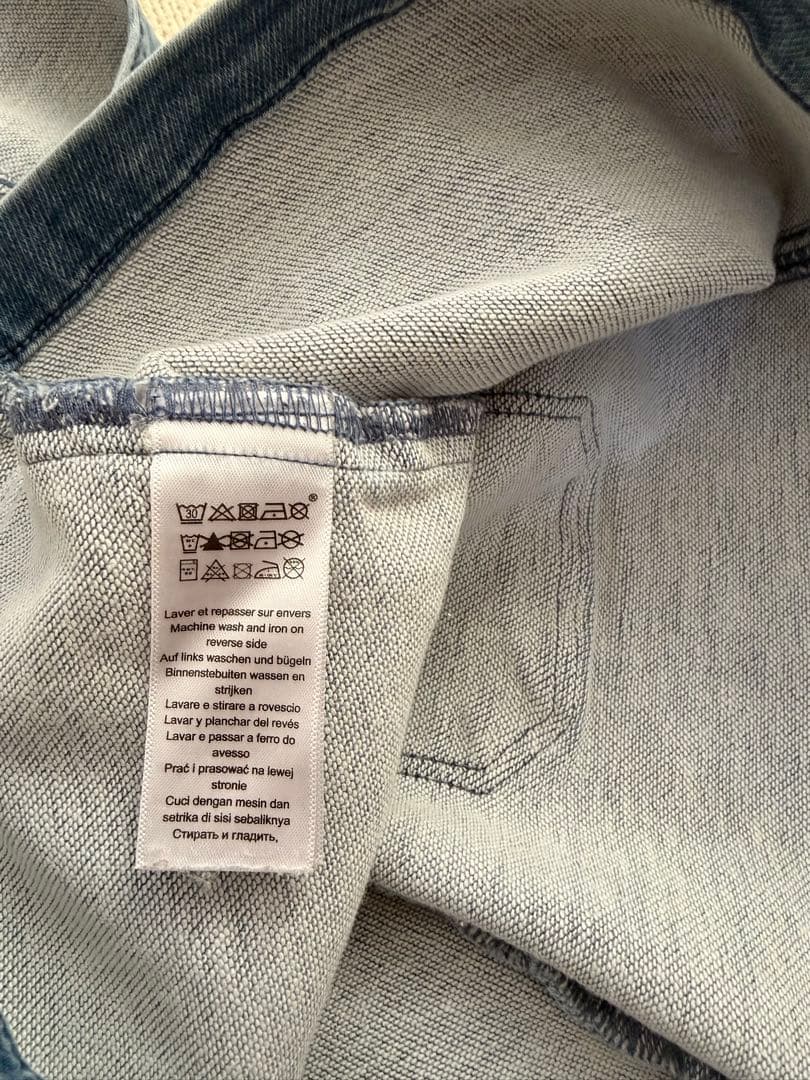 30 ®
Laver et repasser sur envers
Machine wash and iron on
reverse side
Auf links waschen und bügeln
Binnenstebuiten wassen en
strijken
Lavare e stirare a rovescio
Lavar y planchar del revés
Lavar e passar a ferro do
avesso
Prać i prasować na lewej
stronie
Cuci dengan mesin dan
setrika di sisi sebaliknya
Стирать и гладить,